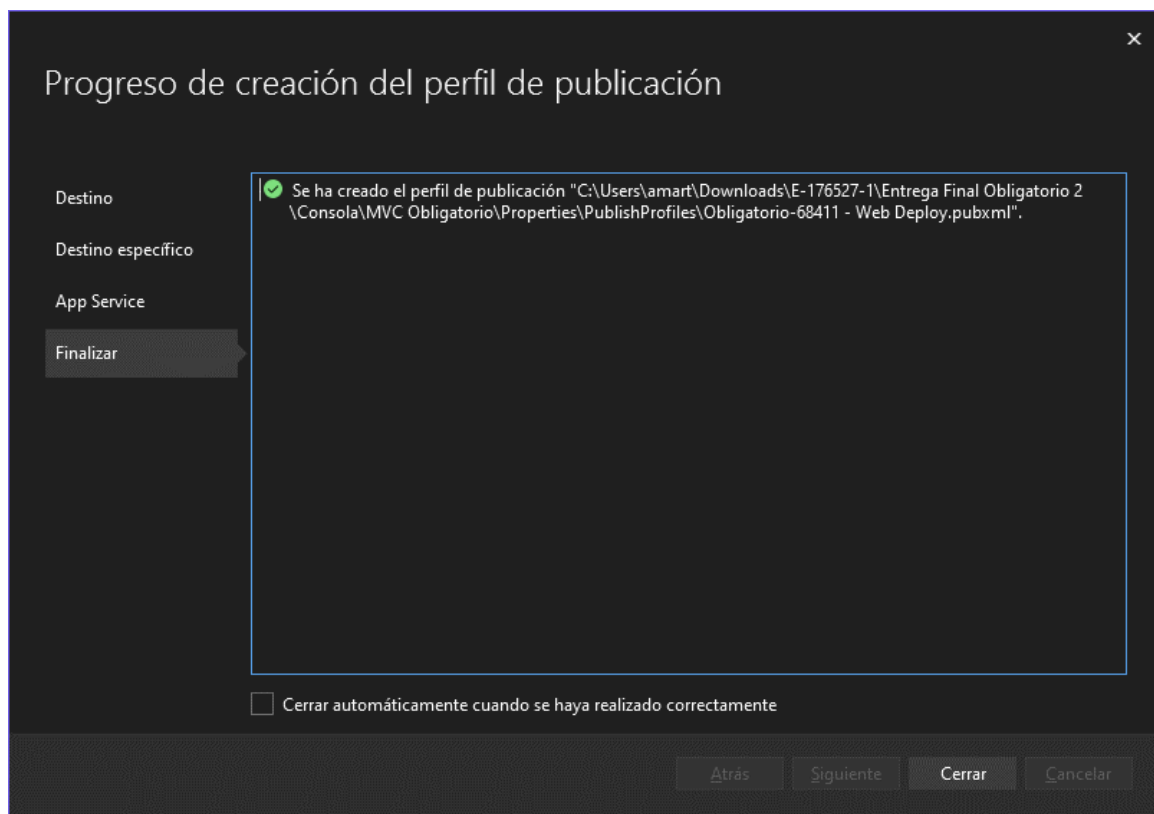 Progreso de creación del perfil de publicación
Destino
Destino específico
App Service
Finalizar
Se ha creado el perfil de publicación "C:\Users\amart\Downloads\E-176527-1\Entrega Final Obligatorio 2
\Consola\MVC Obligatorio\Properties\PublishProfiles\Obligatorio-68411 - Web Deploy.pubxml".
Cerrar automáticamente cuando se haya realizado correctamente
Atrás
Siguiente
Cerrar
Cancelar